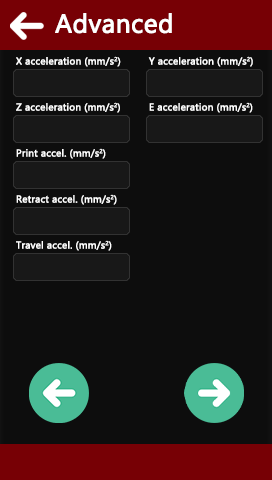 Advanced
X acceleration (mm/s²) Y acceleration (mm/s²)
Z acceleration (mm/s²) E acceleration (mm/s²)
Print accel. (mm/s²)
Retract accel. (mm/s²)
Travel accel. (mm/s²)